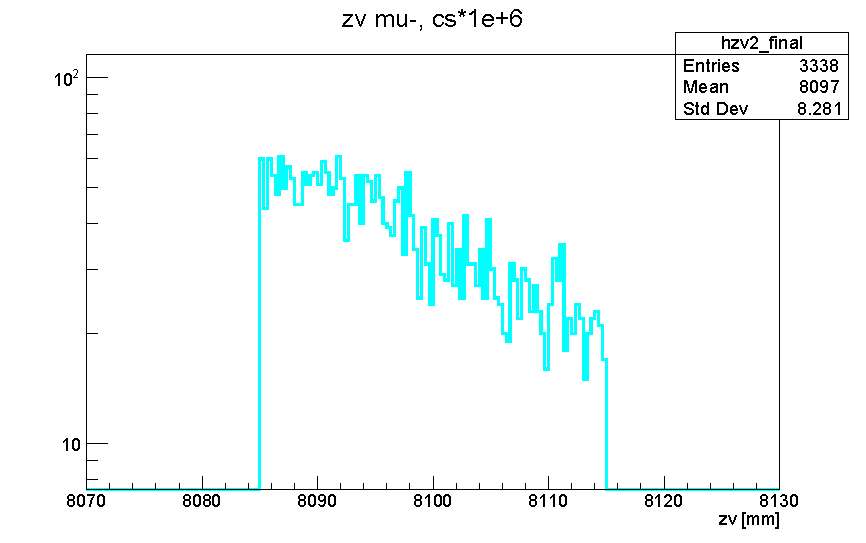 zv mu-, cs*1e+6
hzv2_final
Entries 3338
Mean 8097
Std Dev 8.281
10²
10
8070 8080 8090 8100 8110 8120 8130
zv [mm]